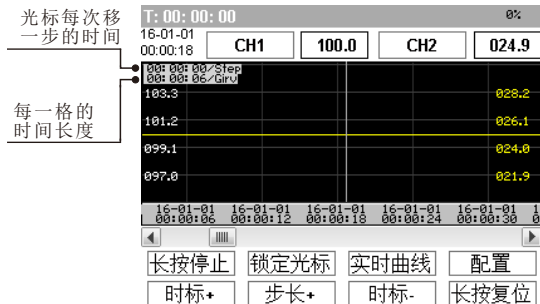 光标每次移
一步的时间
每一格的
时间长度
T: 00: 00: 00 0%
16-01-01
00:00:18 CH1 100.0 CH2 024.9
00: 00: 00/Step
00: 00: 06/Girv
103.3 028.2
101.2 026.1
099.1 024.0
097.0 021.9
16-01-01 16-01-01 16-01-01 16-01-01 16-01-01 1
00:00:06 00:00:12 00:00:18 00:00:24 00:00:30 0
长按停止 锁定光标 实时曲线 配置
时标+ 步长+ 时标- 长按复位